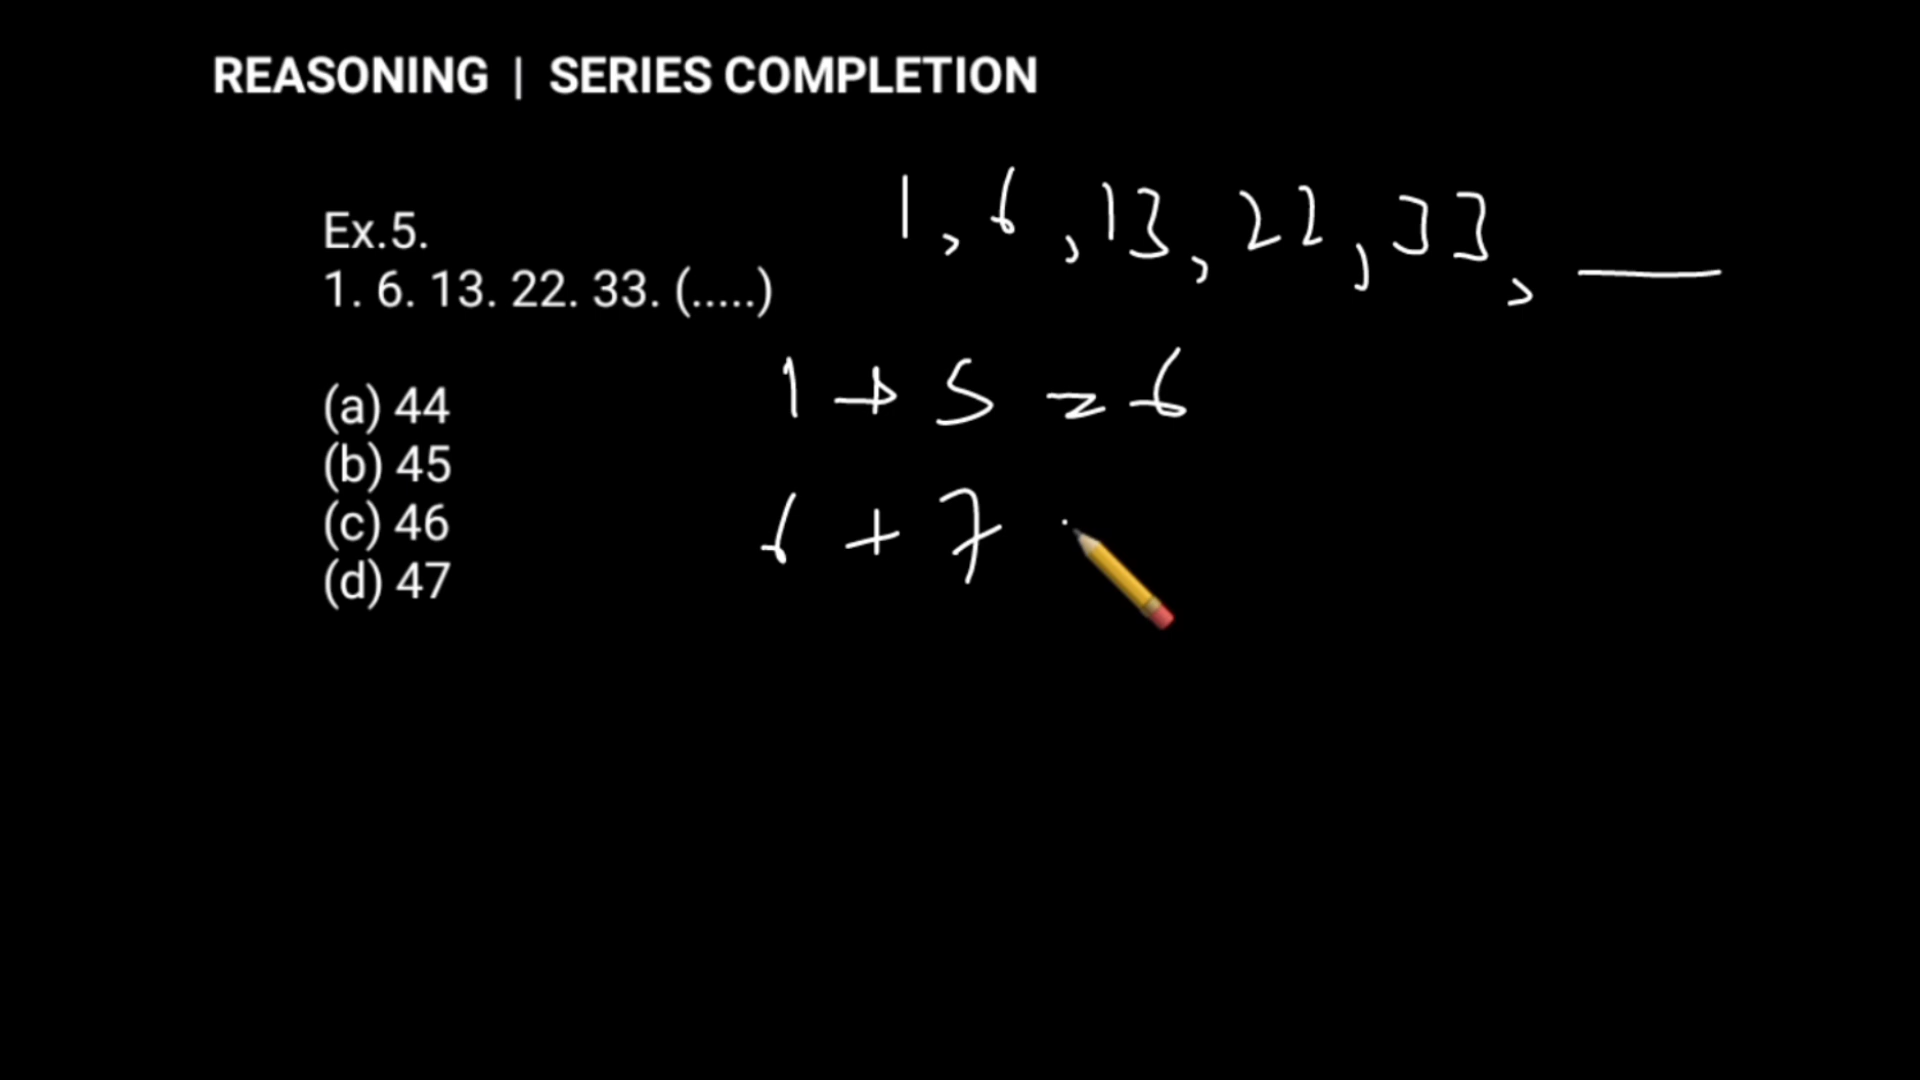 REASONING | SERIES COMPLETION
1, 6, 13, 22, 33, ___
Ex.5.
1. 6. 13. 22. 33. (.....)
(a) 44
(b) 45
(c) 46
(d) 47
1 + 5 = 6
6 + 7